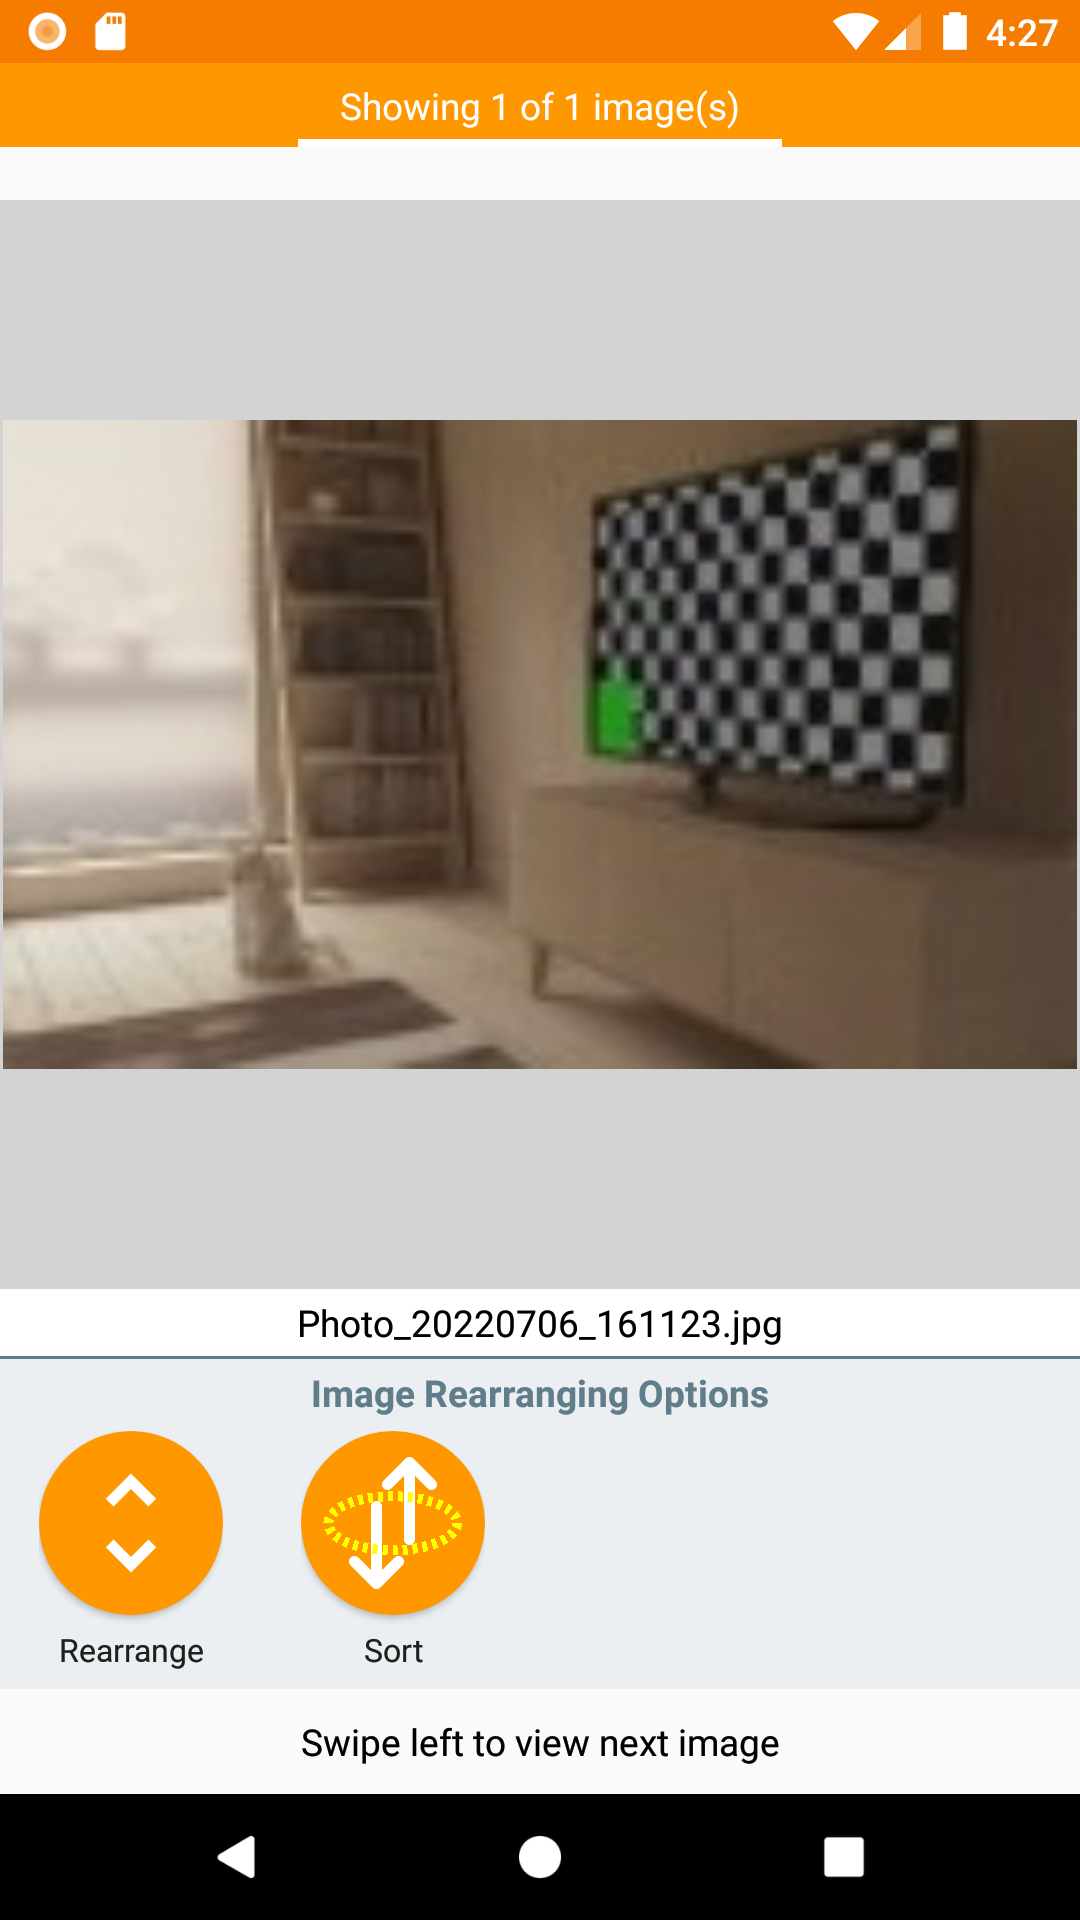 4:27
Showing 1 of 1 image(s)
Photo_20220706_161123.jpg
Image Rearranging Options
Rearrange
Sort
Swipe left to view next image